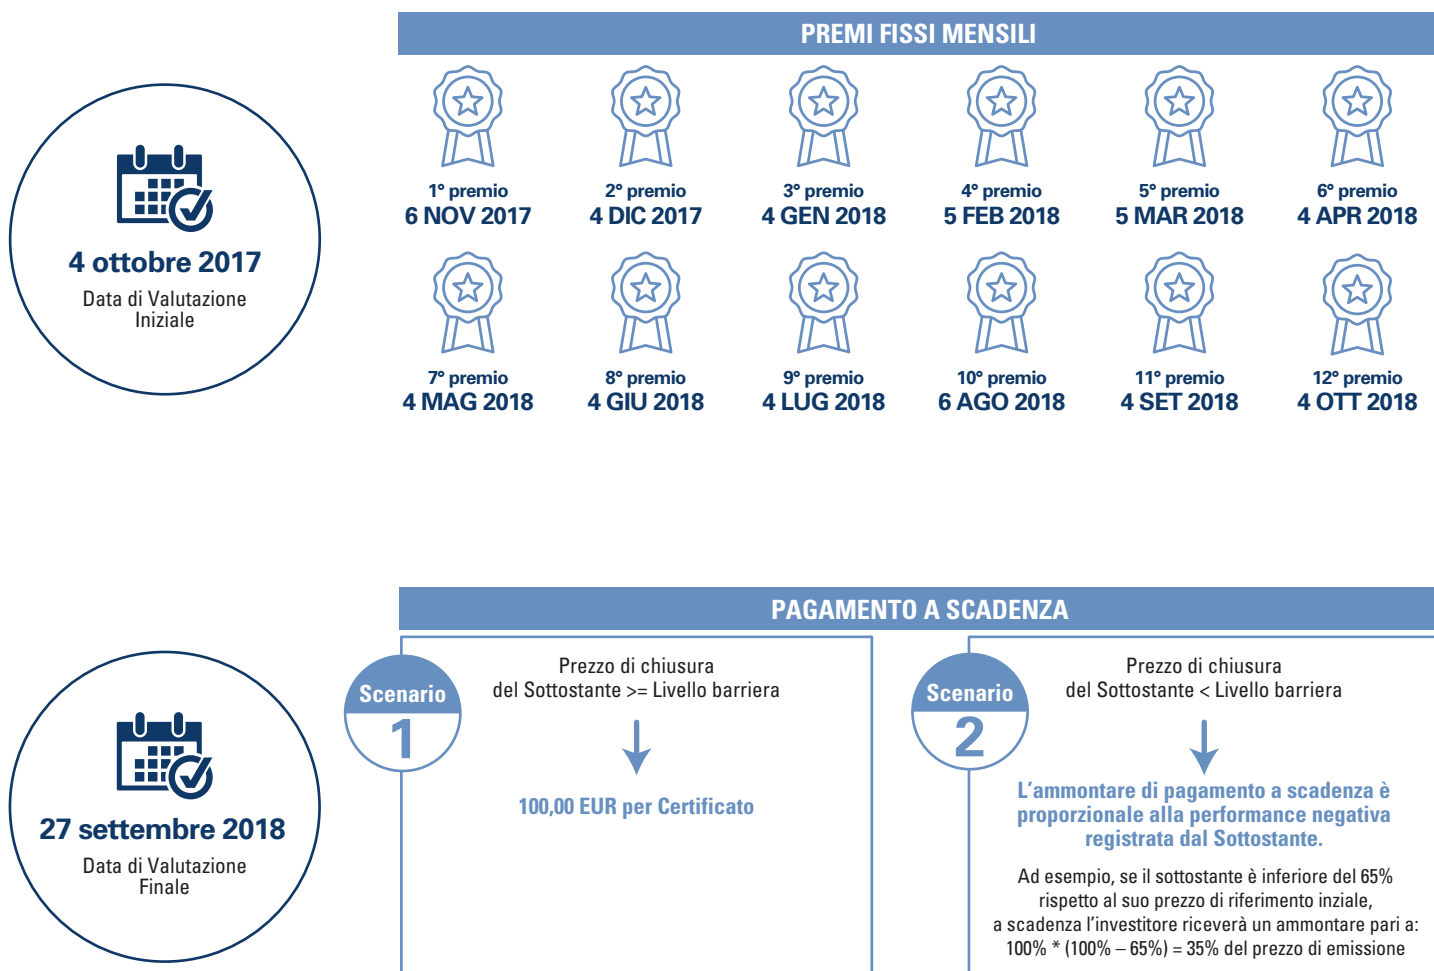 PREMI FISSI MENSILI
4 ottobre 2017
Data di Valutazione
Iniziale
1° premio
6 NOV 2017
2° premio
4 DIC 2017
3° premio
4 GEN 2018
4° premio
5 FEB 2018
5° premio
5 MAR 2018
6° premio
4 APR 2018
7° premio
4 MAG 2018
8° premio
4 GIU 2018
9° premio
4 LUG 2018
10° premio
6 AGO 2018
11° premio
4 SET 2018
12° premio
4 OTT 2018
PAGAMENTO A SCADENZA
27 settembre 2018
Data di Valutazione
Finale
Scenario
1
Prezzo di chiusura
del Sottostante >= Livello barriera
100,00 EUR per Certificato
Scenario
2
Prezzo di chiusura
del Sottostante < Livello barriera
L'ammontare di pagamento a scadenza è
proporzionale alla performance negativa
registrata dal Sottostante.
Ad esempio, se il sottostante è inferiore del 65%
rispetto al suo prezzo di riferimento inziale,
a scadenza l'investitore riceverà un ammontare pari a:
100% * (100% – 65%) = 35% del prezzo di emissione